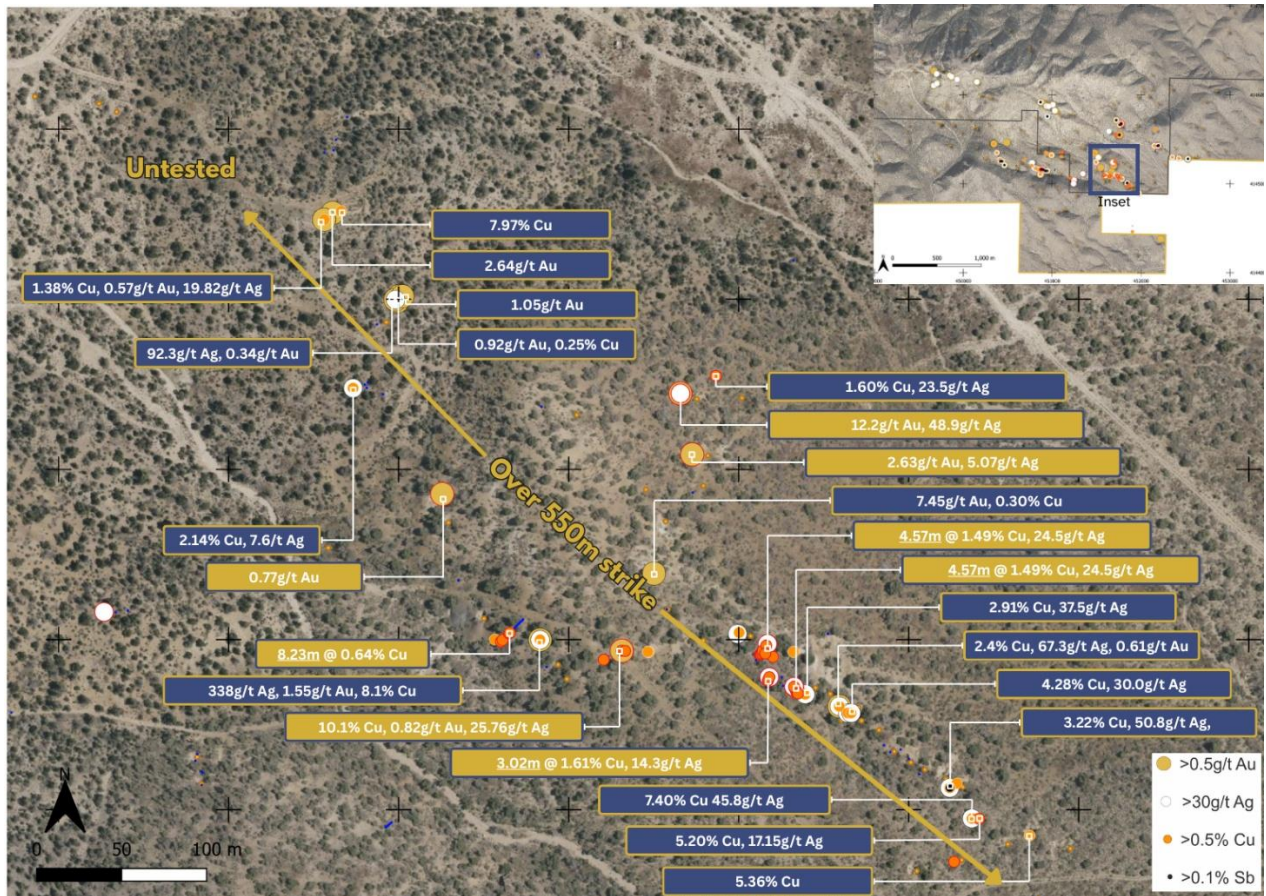 Untested
7.97% Cu
2.64g/t Au
1.38% Cu, 0.57g/t Au, 19.82g/t Ag
1.05g/t Au
92.3g/t Ag, 0.34g/t Au
0.92g/t Au, 0.25% Cu
1.60% Cu, 23.5g/t Ag
12.2g/t Au, 48.9g/t Ag
2.63g/t Au, 5.07g/t Ag
Over 550m strike
7.45g/t Au, 0.30% Cu
2.14% Cu, 7.6/t Ag
4.57m @ 1.49% Cu, 24.5g/t Ag
0.77g/t Au
4.57m @ 1.49% Cu, 24.5g/t Ag
2.91% Cu, 37.5g/t Ag
8.23m @ 0.64% Cu
2.4% Cu, 67.3g/t Ag, 0.61g/t Au
338g/t Ag, 1.55g/t Au, 8.1% Cu
4.28% Cu, 30.0g/t Ag
10.1% Cu, 0.82g/t Au, 25.76g/t Ag
3.22% Cu, 50.8g/t Ag,
3.02m @ 1.61% Cu, 14.3g/t Ag
7.40% Cu 45.8g/t Ag
5.20% Cu, 17.15g/t Ag
5.36% Cu
N
0 50 100 m
>0.5g/t Au
>30g/t Ag
>0.5% Cu
>0.1% Sb
Inset
0 500 1,000 m